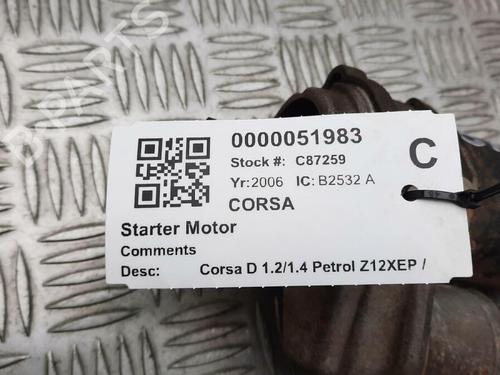 B-PARTS
0000051983
Stock #: C87259
C
Yr: 2006 IC: B2532 A
CORSA
Starter Motor
Comments
Desc: Corsa D 1.2/1.4 Petrol Z12XEP /